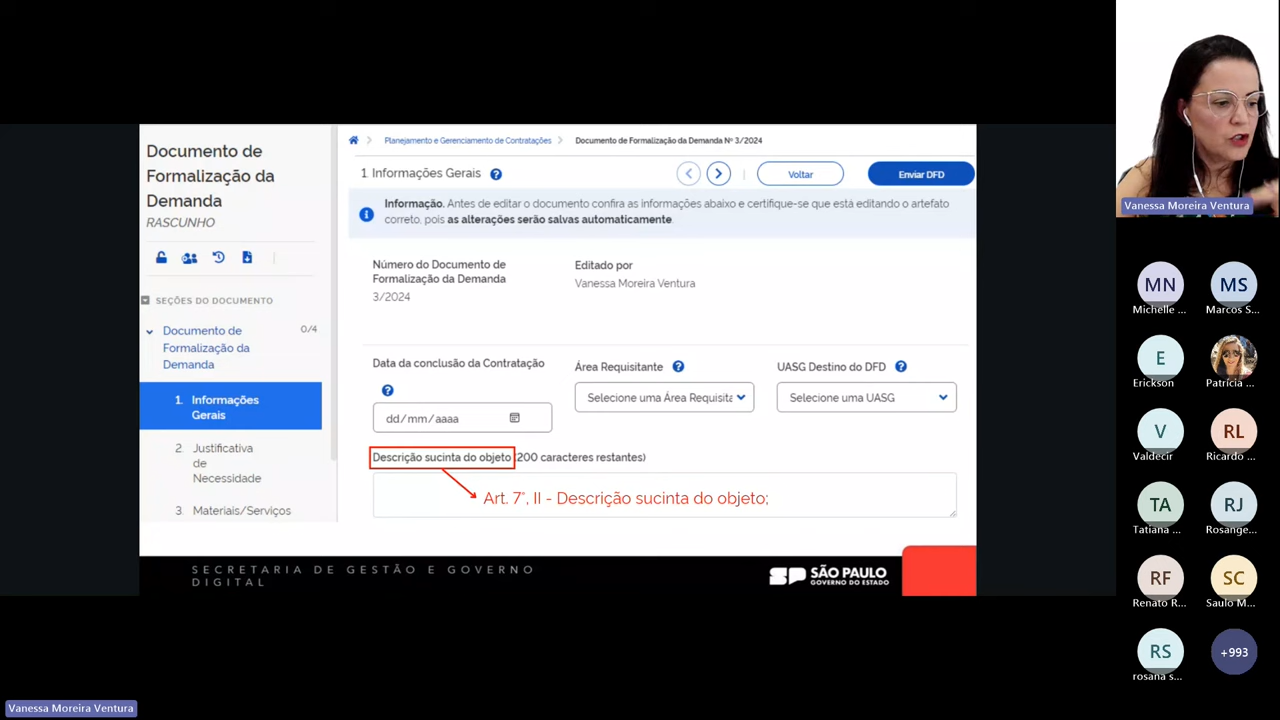 Documento de
Formalização da
Demanda
RASCUNHO
SEÇÕES DO DOCUMENTO
Documento de
Formalização da
Demanda
0/4
1. Informações
Gerais
2. Justificativa
de
Necessidade
3. Materiais/Serviços
Planejamento e Gerenciamento de Contratações
Documento de Formalização da Demanda Nº 3/2024
1 Informações Gerais
Voltar
Enviar DFD
Informação. Antes de editar o documento confira as informações abaixo e certifique-se que está editando o artefato
correto, pois as alterações serão salvas automaticamente.
Número do Documento de
Formalização da Demanda
3/2024
Editado por
Vanessa Moreira Ventura
Data da conclusão da Contratação
dd/mm/aaaa
Área Requisitante
Selecione uma Área Requisita
UASG Destino do DFD
Selecione uma UASG
Descrição sucinta do objeto (200 caracteres restantes)
Art. 7°, II - Descrição sucinta do objeto;
SECRETARIA DE GESTÃO E GOVERNO
DIGITAL
SP SÃO PAULO
GOVERNO DO ESTADO
Vanessa Moreira Ventura
MN
Michelle ...
MS
Marcos S...
E
Erickson
Patrícia ...
V
Valdecir
RL
Ricardo ...
TA
Tatiana ...
RJ
Rosange...
RF
Renato R...
SC
Saulo M...
RS
rosana s...
+993
Vanessa Moreira Ventura